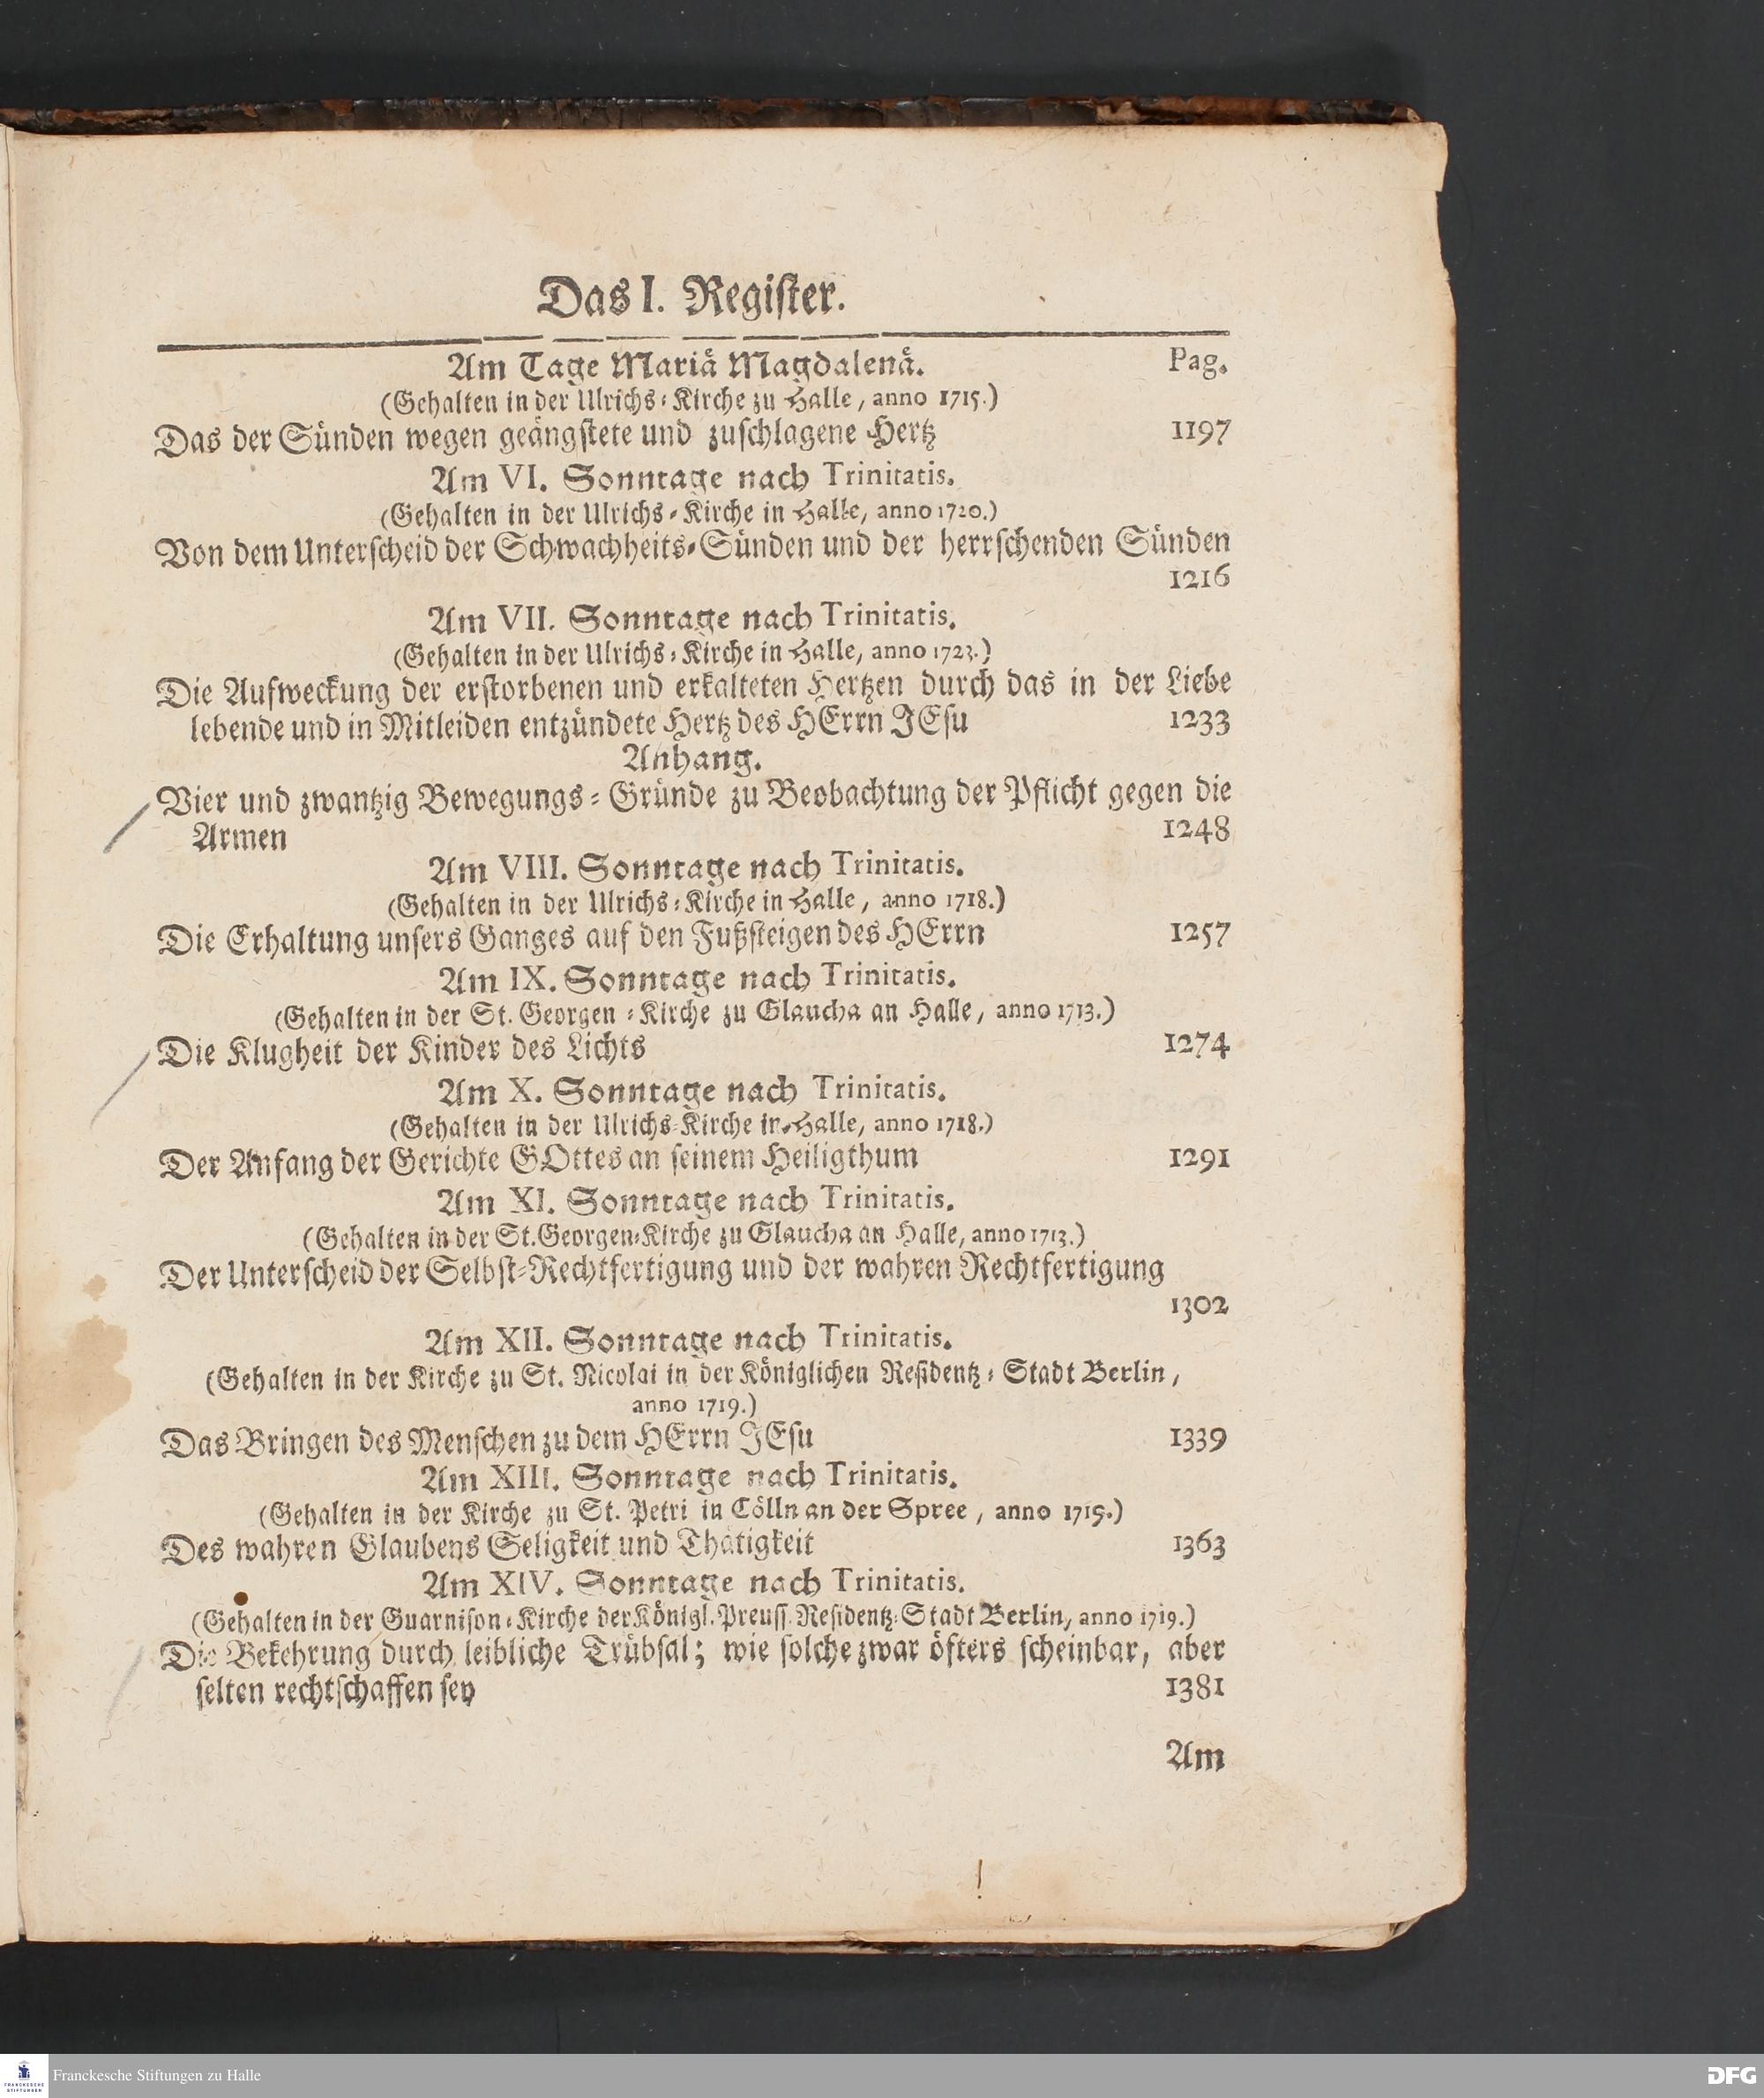 Das I. Register.
Am Tage Mariä Magdalenä. Pag.
(Gehalten in der Ulrichs-Kirche zu Halle, anno 1715.)
Das der Sünden wegen geängstete und zuschlagene Hertz 1197
Am VI. Sonntage nach Trinitatis.
(Gehalten in der Ulrichs-Kirche in Halle, anno 1720.)
Von dem Unterscheid der Schwachheits-Sünden und der herrschenden Sünden
1216
Am VII. Sonntage nach Trinitatis.
(Gehalten in der Ulrichs-Kirche in Halle, anno 1723.)
Die Aufweckung der erstorbenen und erkalteten Hertzen durch das in der Liebe
lebende und in Mitleiden entzündete Hertz des HErrn JEsu 1233
Anhang.
Vier und zwantzig Bewegungs-Gründe zu Beobachtung der Pflicht gegen die
Armen 1248
Am VIII. Sonntage nach Trinitatis.
(Gehalten in der Ulrichs-Kirche in Halle, anno 1718.)
Die Erhaltung unsers Ganges auf den Fußsteigen des HErrn 1257
Am IX. Sonntage nach Trinitatis.
(Gehalten in der St. Georgen-Kirche zu Glaucha an Halle, anno 1713.)
Die Klugheit der Kinder des Lichts 1274
Am X. Sonntage nach Trinitatis.
(Gehalten in der Ulrichs-Kirche in Halle, anno 1718.)
Der Anfang der Gerichte GOttes an seinem Heiligthum 1291
Am XI. Sonntage nach Trinitatis.
(Gehalten in der St. Georgen-Kirche zu Glaucha an Halle, anno 1713.)
Der Unterscheid der Selbst-Rechtfertigung und der wahren Rechtfertigung
1302
Am XII. Sonntage nach Trinitatis.
(Gehalten in der Kirche zu St. Nicolai in der Königlichen Residentz-Stadt Berlin,
anno 1719.)
Das Bringen des Menschen zu dem HErrn JEsu 1339
Am XIII. Sonntage nach Trinitatis.
(Gehalten in der Kirche zu St. Petri in Cölln an der Spree, anno 1719.)
Des wahren Glaubens Seligkeit und Thätigkeit 1363
Am XIV. Sonntage nach Trinitatis.
(Gehalten in der Guarnison-Kirche der Königl. Preuss. Residentz-Stadt Berlin, anno 1719.)
Die Bekehrung durch leibliche Trübsal; wie solche zwar öfters scheinbar, aber
selten rechtschaffen sey 1381
Am
FRANCKESCHE STIFTUNGEN
Franckesche Stiftungen zu Halle
DFG